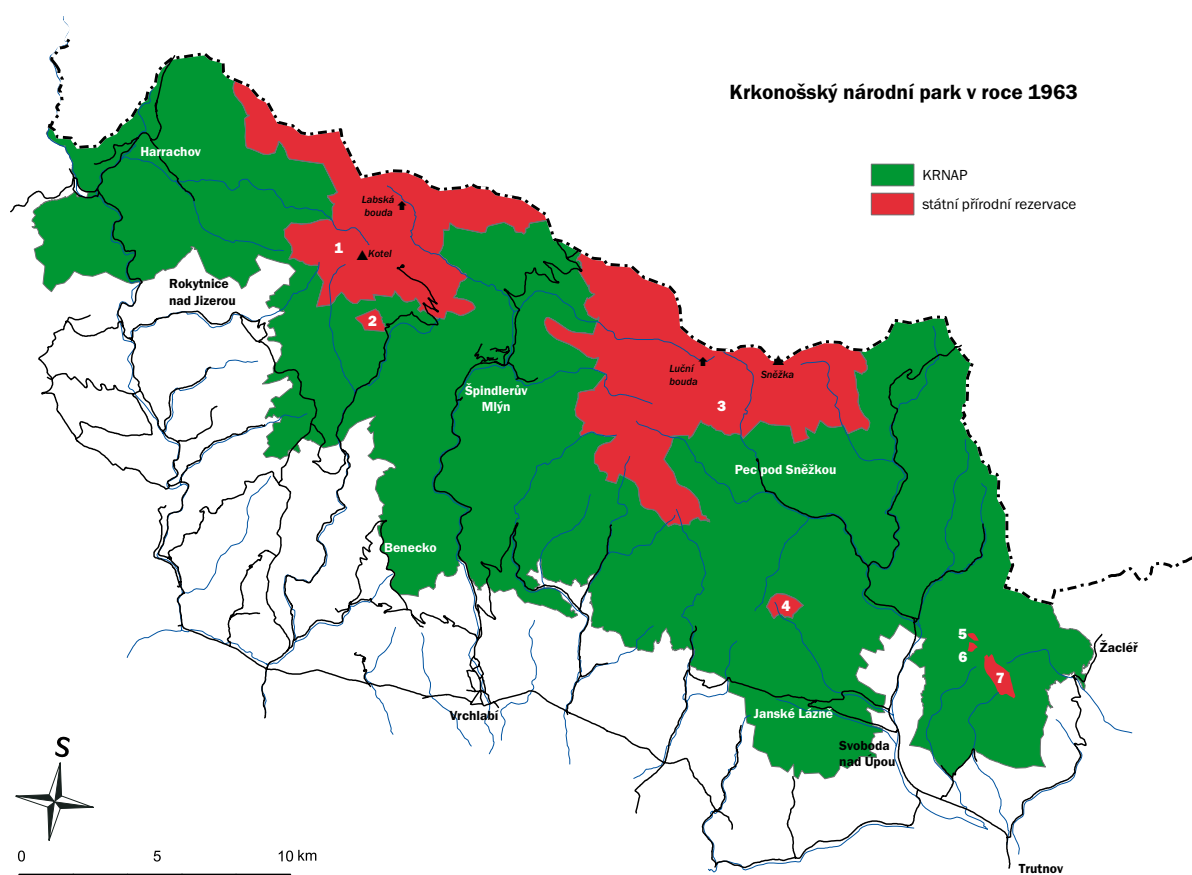 Krkonošský národní park v roce 1963
KRNAP
státní přírodní rezervace
Harrachov
Labská
bouda
1
Kotel
Rokytnice
nad Jizerou
2
Špindlerův
Mlýn
Luční
bouda
Sněžka
3
Pec pod Sněžkou
Benecko
4
5
6
7
Žacléř
Vrchlabí
Janské Lázně
Svoboda
nad Úpou
Trutnov
S
0 5 10 km